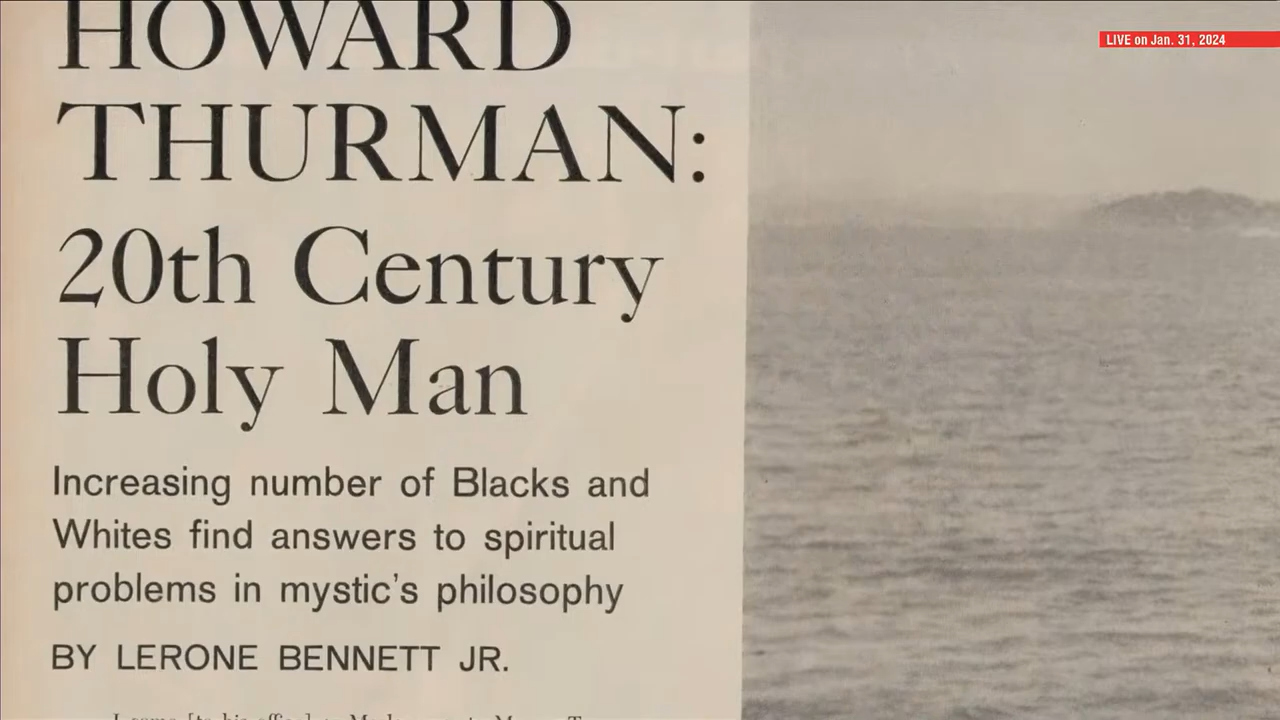 HOWARD
THURMAN:
20th Century
Holy Man
Increasing number of Blacks and
Whites find answers to spiritual
problems in mystic's philosophy
BY LERONE BENNETT JR.
LIVE on Jan. 31, 2024